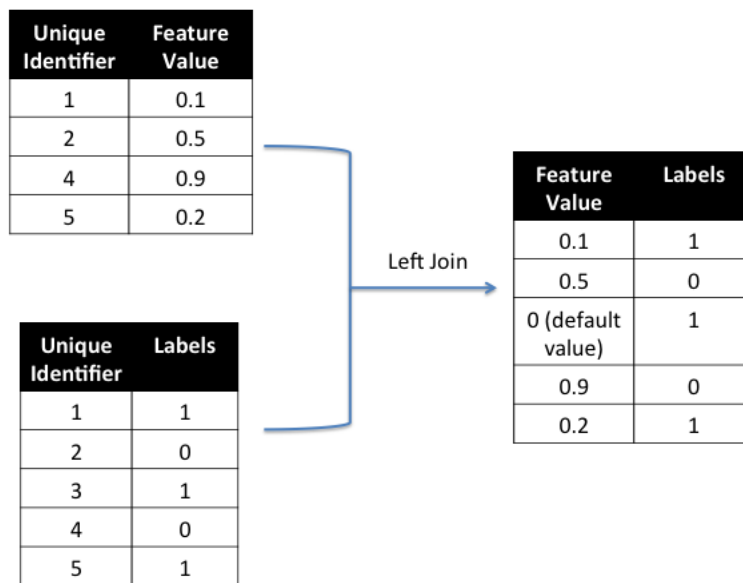 Unique Feature
Identifier Value
1 0.1
2 0.5
4 0.9
5 0.2
Left Join
Unique Labels
Identifier
1 1
2 0
3 1
4 0
5 1
Feature Labels
Value
0.1 1
0.5 0
0 (default 1
value)
0.9 0
0.2 1